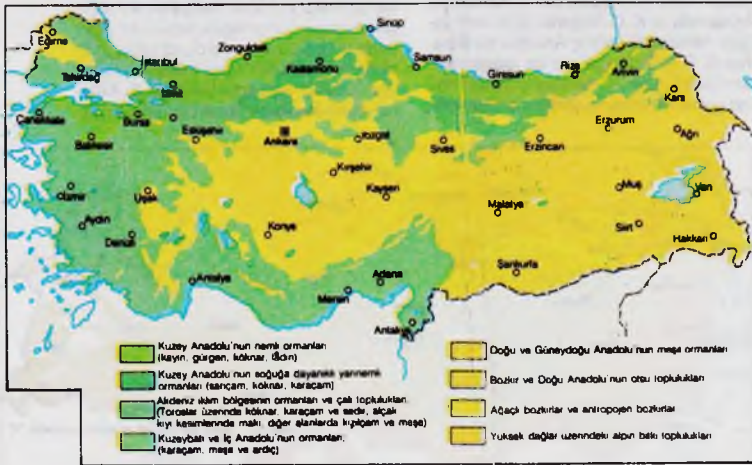 Sinop
Edirne
Zonguldak
İstanbul
Tekirdağ
Kastamonu
Samsun
Rize
Artvin
Giresun
İzmit
Kars
Çanakkale
Bursa
Erzurum
Eskişehir
Balıkesir
Ankara
Yozgat
Sivas
Erzincan
Ağrı
Kırşehir
Kayseri
Muş
Van
İzmir
Uşak
Malatya
Aydın
Siirt
Konya
Denizli
Hakkari
Şanlıurfa
Adana
Antalya
Mersin
Antakya
Kuzey Anadolu'nun nemli ormanları
(kayın, gürgen, köknar, lâdin)
Kuzey Anadolu'nun soğuğa dayanıklı yarınemli
ormanları (sarıçam, köknar, karaçam)
Akdeniz iklim bölgesinin ormanları ve çalı toplulukları
(Toroslar üzerinde köknar, karaçam ve sedir, alçak
kıyı kesimlerinde maki, diğer alanlarda kızılçam ve meşe)
Kuzeybatı ve İç Anadolu'nun ormanları,
(karaçam, meşe ve ardıç)
Doğu ve Güneydoğu Anadolu'nun meşe ormanları
Bozkır ve Doğu Anadolu'nun otsu toplulukları
Ağaçlı bozkırlar ve antropojen bozkırlar
Yüksek dağlar üzerindeki alpin bitki toplulukları